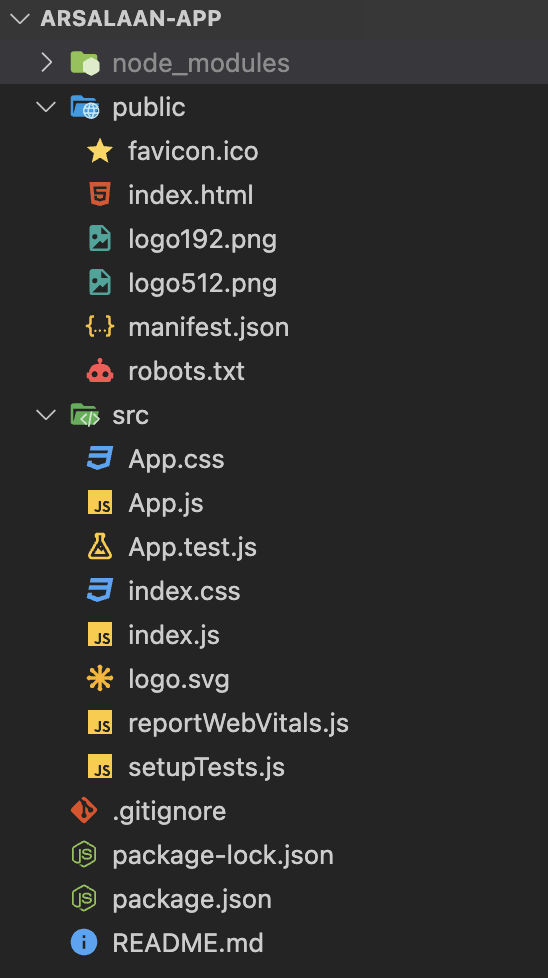 ARSALAAN-APP
node_modules
public
favicon.ico
index.html
logo192.png
logo512.png
manifest.json
robots.txt
src
App.css
App.js
App.test.js
index.css
index.js
logo.svg
reportWebVitals.js
setupTests.js
.gitignore
package-lock.json
package.json
README.md